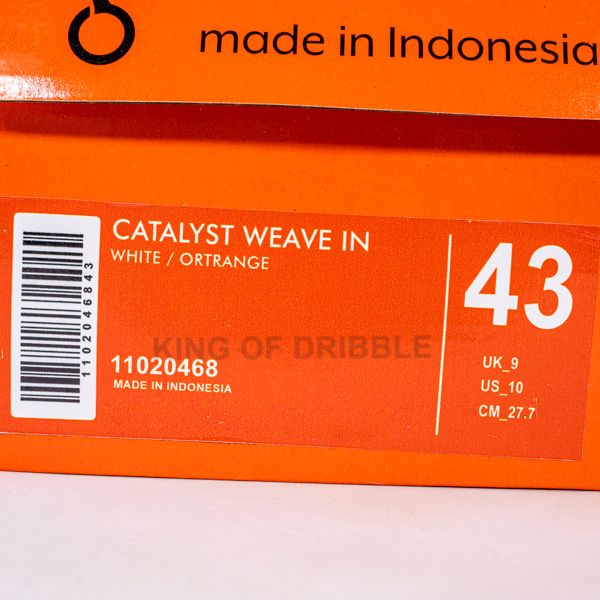 made in Indonesia
CATALYST WEAVE IN
WHITE / ORTRANGE
KING OF DRIBBLE
11020468
MADE IN INDONESIA
1102046843
43
UK_9
US_10
CM_27.7